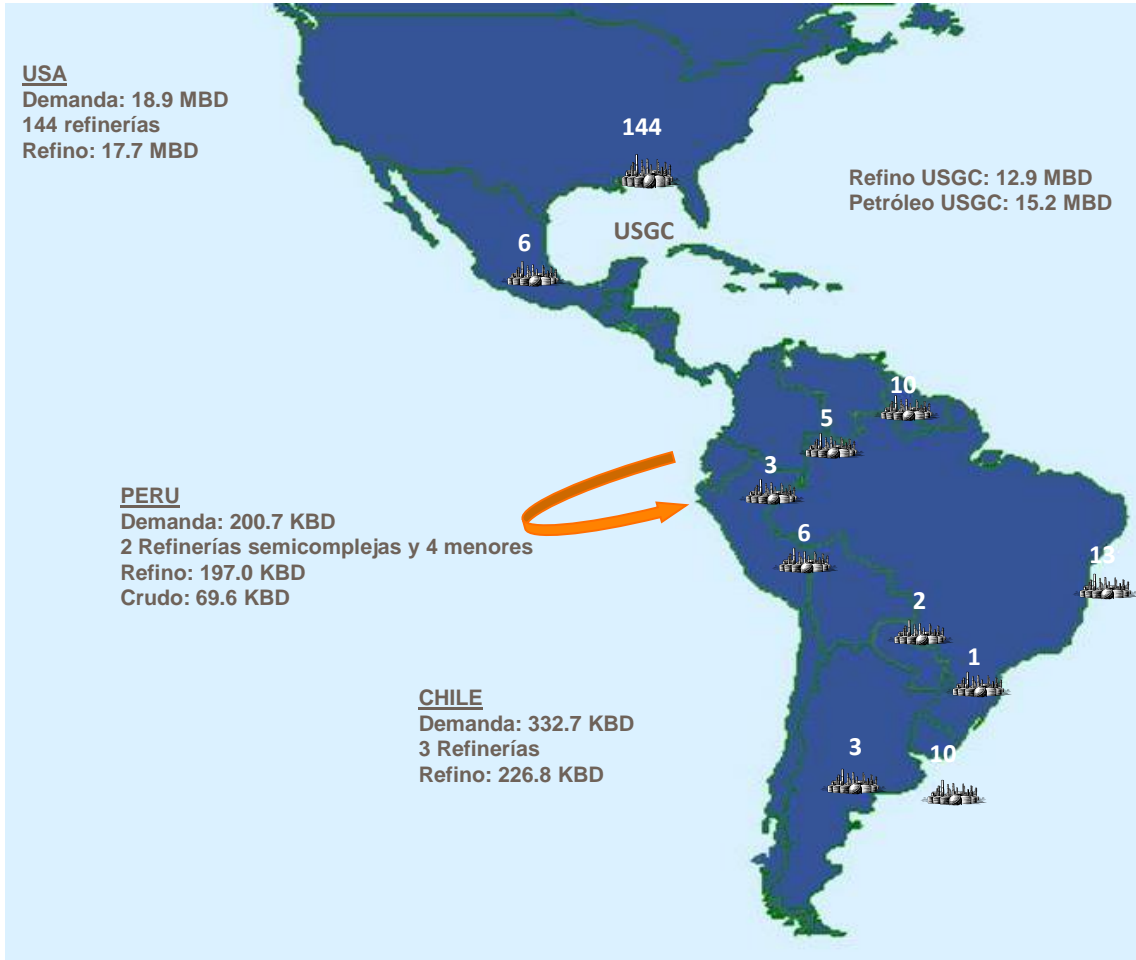 USA
Demanda: 18.9 MBD
144 refinerías
Refino: 17.7 MBD
144
Refino USGC: 12.9 MBD
Petróleo USGC: 15.2 MBD
USGC
6
10
5
3
PERU
Demanda: 200.7 KBD
2 Refinerías semicomplejas y 4 menores
Refino: 197.0 KBD
Crudo: 69.6 KBD
6
13
2
1
CHILE
Demanda: 332.7 KBD
3 Refinerías
Refino: 226.8 KBD
3
10